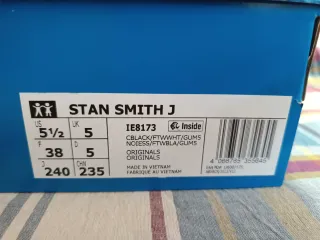 STAN SMITH J
US UK
5½ 5
F D
38 5
J CHN
240 235
IE8173 Inside
CBLACK/FTWWHT/GUM5
NOIESS/FTWBLA/GUM5
ORIGINALS
ORIGINALS
MADE IN VIETNAM
FABRIQUÉ AU VIETNAM